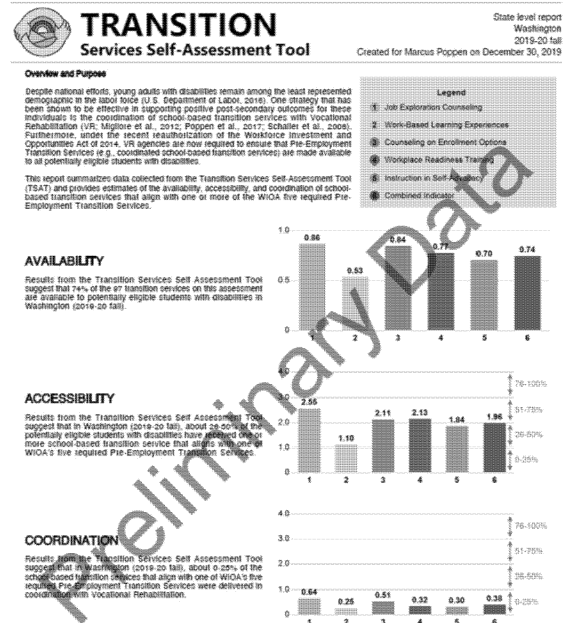 TRANSITION
Services Self-Assessment Tool
State level report
Washington
2019-20 fall
Created for Marcus Poppen on December 30, 2019
Overview and Purpose
Despite national efforts, young adults with disabilities remain among the least represented
demographic in the labor force (U.S. Department of Labor, 2016). One strategy that has
been shown to be effective in supporting positive post-secondary outcomes for these
individuals is the coordination of school-based transition services with Vocational
Rehabilitation (VR; Migliore et al., 2012; Poppen et al., 2017; Schaller et al., 2006).
Furthermore, under the recent reauthorization of the Workforce Investment and
Opportunities Act of 2014, VR agencies are now required to ensure that Pre-Employment
Transition Services (e.g., coordinated school-based transition services) are made available
to all potentially eligible students with disabilities.
This report summarizes data collected from the Transition Services Self-Assessment Tool
(TSAT) and provides estimates of the availability, accessibility, and coordination of school-
based transition services that align with one or more of the WIOA five required Pre-
Employment Transition Services.
Legend
1 Job Exploration Counseling
2 Work-Based Learning Experiences
3 Counseling on Enrollment Options
4 Workplace Readiness Training
5 Instruction in Self-Advocacy
6 Combined Indicator
AVAILABILITY
Results from the Transition Services Self Assessment Tool
suggest that 74% of the 97 transition services on this assessment
are available to potentially eligible students with disabilities in
Washington (2019-20 fall).
1.0
0.5
0
0.86
0.53
0.84
0.77
0.70
0.74
1 2 3 4 5 6
ACCESSIBILITY
Results from the Transition Services Self Assessment Tool
suggest that in Washington (2019-20 fall), about 26-50% of the
potentially eligible students with disabilities have received one or
more school-based transition service that aligns with one of
WIOA's five required Pre-Employment Transition Services.
4.0
3.0
2.0
1.0
0
2.55
1.10
2.11
2.13
1.84
1.96
76-100%
51-75%
26-50%
0-25%
1 2 3 4 5 6
COORDINATION
Results from the Transition Services Self Assessment Tool
suggest that in Washington (2019-20 fall), about 0-25% of the
school-based transition services that align with one of WIOA's five
required Pre-Employment Transition Services were delivered in
coordination with Vocational Rehabilitation.
4.0
3.0
2.0
1.0
0
0.64
0.25
0.51
0.32
0.30
0.38
76-100%
51-75%
26-50%
0-25%
1 2 3 4 5 6
Preliminary Data